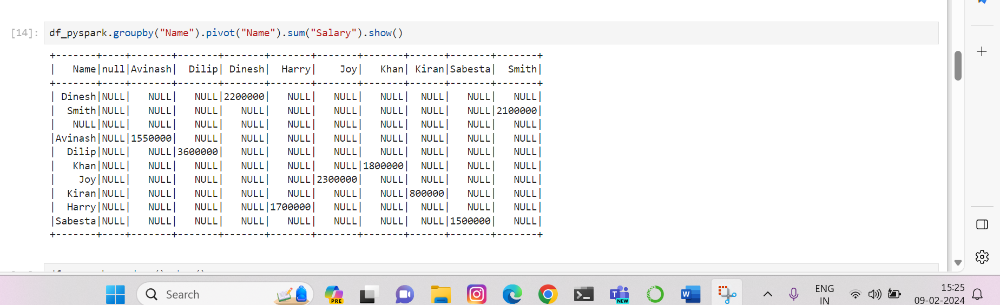 [14]: df_pyspark.groupby("Name").pivot("Name").sum("Salary").show()
+-------+----+-------+-------+-------+-------+-------+-------+------+-------+-------+
|   Name|null|Avinash|  Dilip| Dinesh|  Harry|    Joy|   Khan| Kiran|Sabesta|  Smith|
+-------+----+-------+-------+-------+-------+-------+-------+------+-------+-------+
| Dinesh|NULL|   NULL|   NULL|2200000|   NULL|   NULL|   NULL|  NULL|   NULL|   NULL|
|  Smith|NULL|   NULL|   NULL|   NULL|   NULL|   NULL|   NULL|  NULL|   NULL|2100000|
|   NULL|NULL|   NULL|   NULL|   NULL|   NULL|   NULL|   NULL|  NULL|   NULL|   NULL|
|Avinash|NULL|1550000|   NULL|   NULL|   NULL|   NULL|   NULL|  NULL|   NULL|   NULL|
|  Dilip|NULL|   NULL|3600000|   NULL|   NULL|   NULL|   NULL|  NULL|   NULL|   NULL|
|   Khan|NULL|   NULL|   NULL|   NULL|   NULL|   NULL|1800000|  NULL|   NULL|   NULL|
|    Joy|NULL|   NULL|   NULL|   NULL|   NULL|2300000|   NULL|  NULL|   NULL|   NULL|
|  Kiran|NULL|   NULL|   NULL|   NULL|   NULL|   NULL|   NULL|800000|   NULL|   NULL|
|  Harry|NULL|   NULL|   NULL|   NULL|1700000|   NULL|   NULL|  NULL|   NULL|   NULL|
|Sabesta|NULL|   NULL|   NULL|   NULL|   NULL|   NULL|   NULL|  NULL|1500000|   NULL|
+-------+----+-------+-------+-------+-------+-------+-------+------+-------+-------+
Search
PRE
T
NEW
W
ENG
IN
15:25
09-02-2024